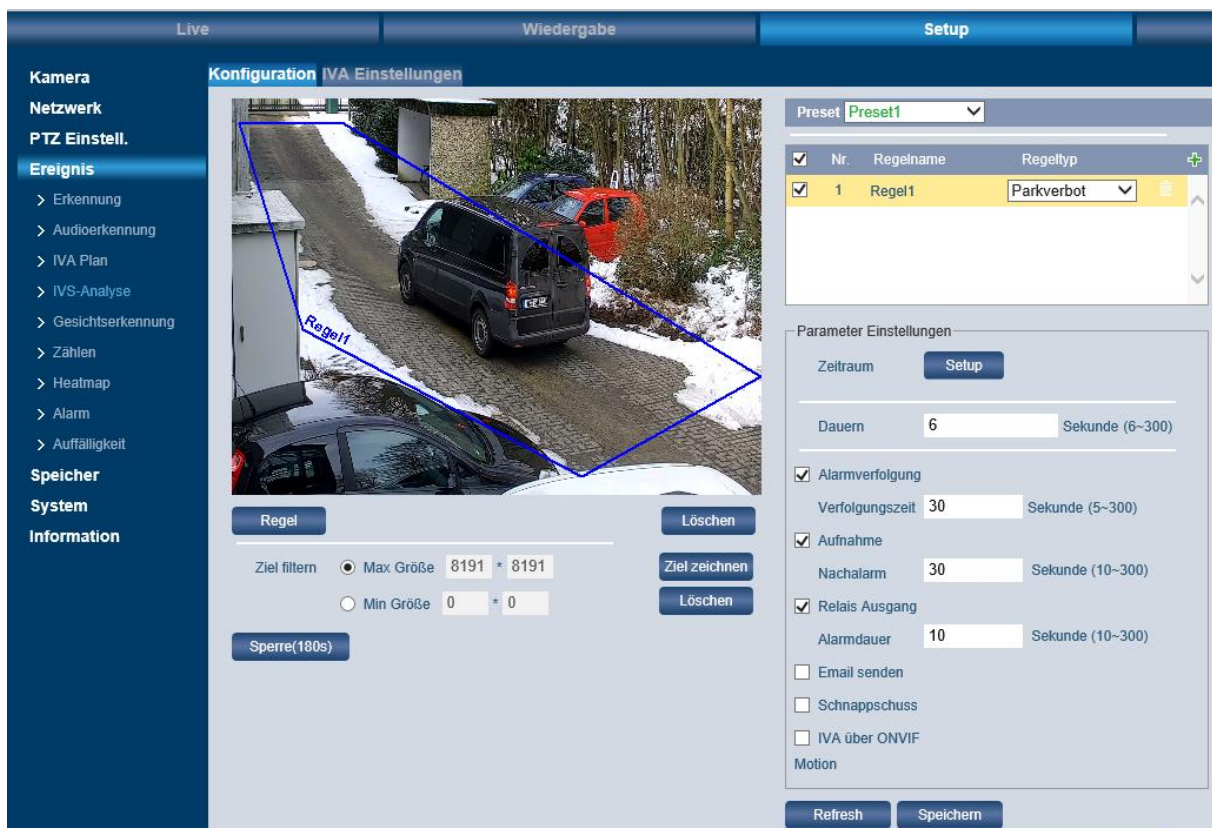 Live Wiedergabe Setup
Kamera
Netzwerk
PTZ Einstell.
Ereignis
Erkennung
Audioerkennung
IVA Plan
IVS-Analyse
Gesichtserkennung
Zählen
Heatmap
Alarm
Auffälligkeit
Speicher
System
Information
Konfiguration IVA Einstellungen
Regel1
Regel Löschen
Ziel filtern Max Größe 8191 * 8191 Ziel zeichnen
Min Größe 0 * 0 Löschen
Sperre(180s)
Preset Preset1
Nr. Regelname Regeltyp
1 Regel1 Parkverbot
Parameter Einstellungen
Zeitraum Setup
Dauern 6 Sekunde (6~300)
Alarmverfolgung
Verfolgungszeit 30 Sekunde (5~300)
Aufnahme
Nachalarm 30 Sekunde (10~300)
Relais Ausgang
Alarmdauer 10 Sekunde (10~300)
Email senden
Schnappschuss
IVA über ONVIF
Motion
Refresh Speichern